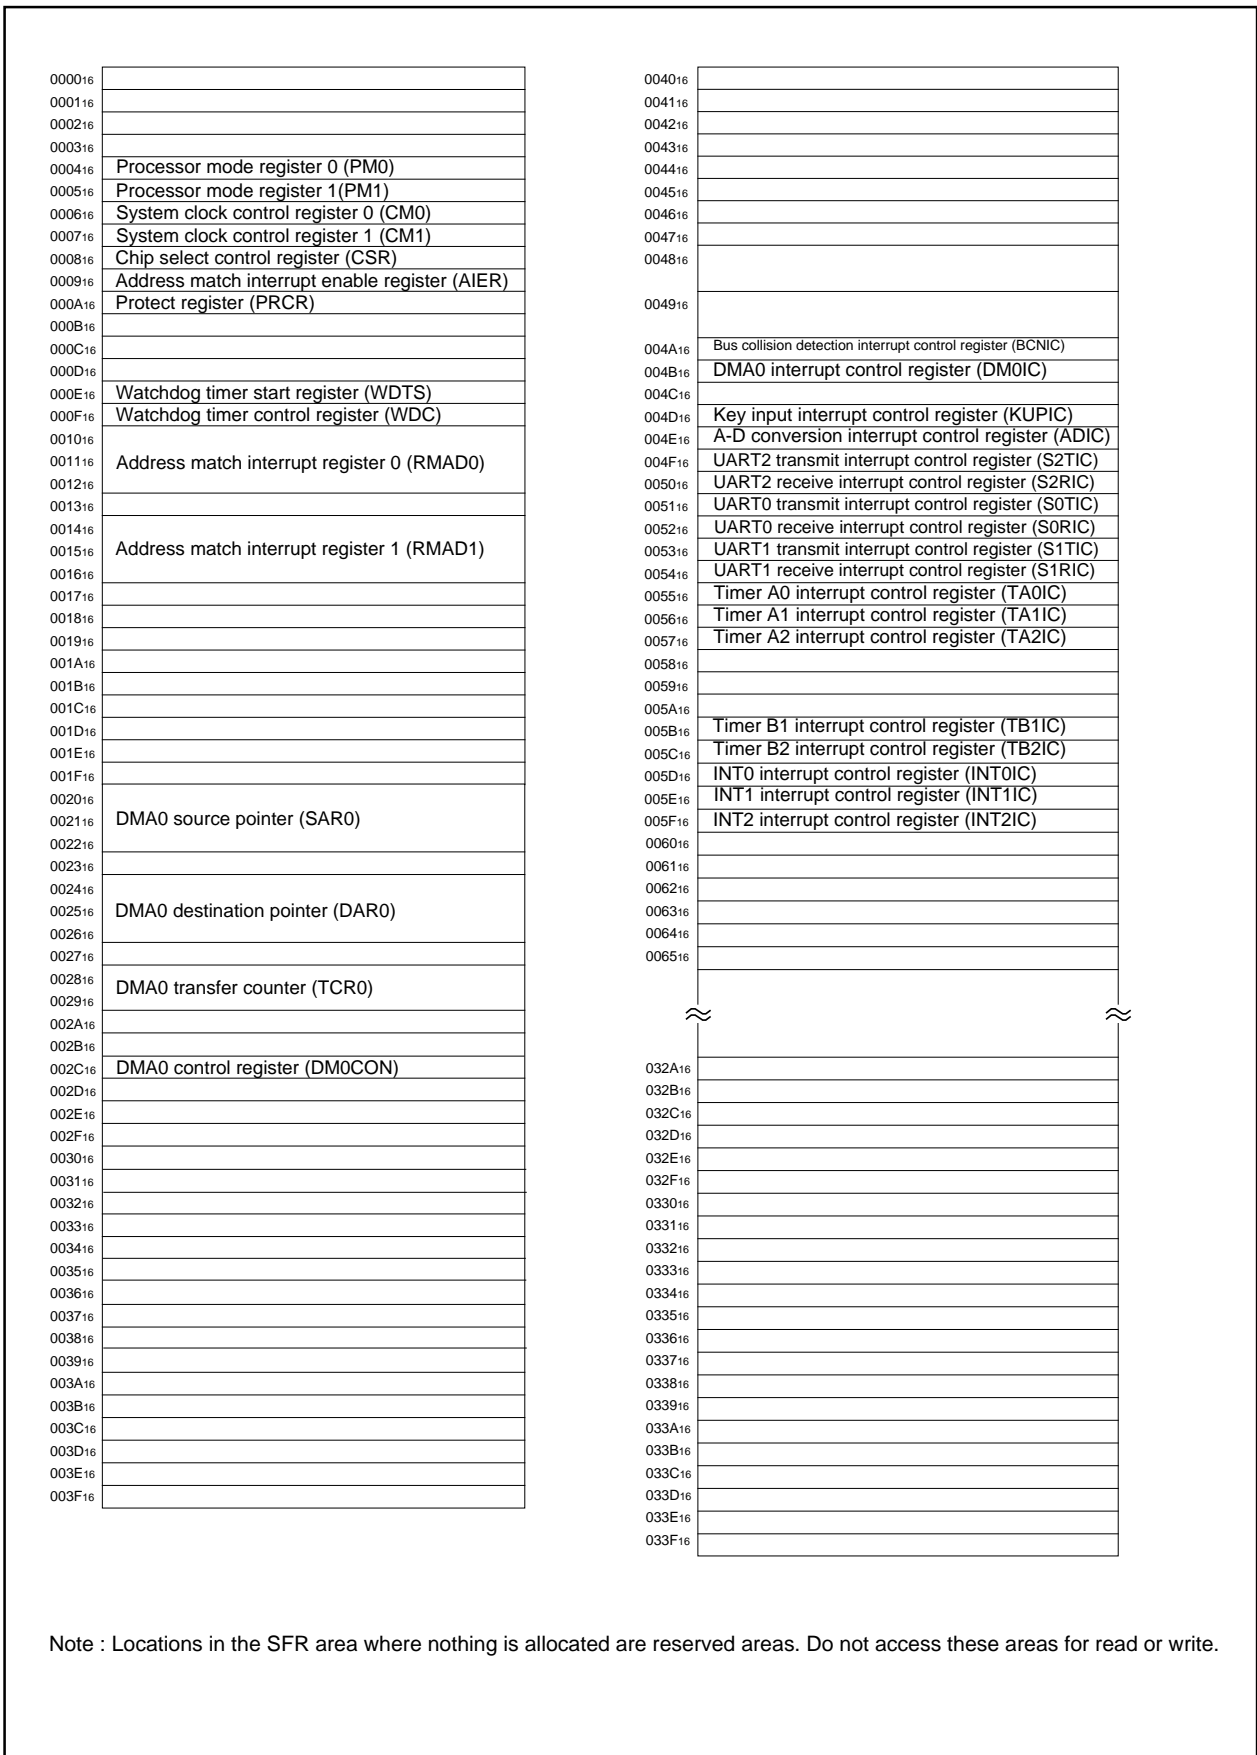 000016
000116
000216
000316
000416 Processor mode register 0 (PM0)
000516 Processor mode register 1(PM1)
000616 System clock control register 0 (CM0)
000716 System clock control register 1 (CM1)
000816 Chip select control register (CSR)
000916 Address match interrupt enable register (AIER)
000A16 Protect register (PRCR)
000B16
000C16
000D16
000E16 Watchdog timer start register (WDTS)
000F16 Watchdog timer control register (WDC)
001016
001116 Address match interrupt register 0 (RMAD0)
001216
001316
001416
001516 Address match interrupt register 1 (RMAD1)
001616
001716
001816
001916
001A16
001B16
001C16
001D16
001E16
001F16
002016
002116 DMA0 source pointer (SAR0)
002216
002316
002416
002516 DMA0 destination pointer (DAR0)
002616
002716
002816
DMA0 transfer counter (TCR0)
002916
002A16
002B16
002C16 DMA0 control register (DM0CON)
002D16
002E16
002F16
003016
003116
003216
003316
003416
003516
003616
003716
003816
003916
003A16
003B16
003C16
003D16
003E16
003F16
004016
004116
004216
004316
004416
004516
004616
004716
004816
004916
004A16 Bus collision detection interrupt control register (BCNIC)
004B16 DMA0 interrupt control register (DM0IC)
004C16
004D16 Key input interrupt control register (KUPIC)
004E16 A-D conversion interrupt control register (ADIC)
004F16 UART2 transmit interrupt control register (S2TIC)
005016 UART2 receive interrupt control register (S2RIC)
005116 UART0 transmit interrupt control register (S0TIC)
005216 UART0 receive interrupt control register (S0RIC)
005316 UART1 transmit interrupt control register (S1TIC)
005416 UART1 receive interrupt control register (S1RIC)
005516 Timer A0 interrupt control register (TA0IC)
005616 Timer A1 interrupt control register (TA1IC)
005716 Timer A2 interrupt control register (TA2IC)
005816
005916
005A16
005B16 Timer B1 interrupt control register (TB1IC)
005C16 Timer B2 interrupt control register (TB2IC)
005D16 INT0 interrupt control register (INT0IC)
005E16 INT1 interrupt control register (INT1IC)
005F16 INT2 interrupt control register (INT2IC)
006016
006116
006216
006316
006416
006516
032A16
032B16
032C16
032D16
032E16
032F16
033016
033116
033216
033316
033416
033516
033616
033716
033816
033916
033A16
033B16
033C16
033D16
033E16
033F16
Note : Locations in the SFR area where nothing is allocated are reserved areas. Do not access these areas for read or write.